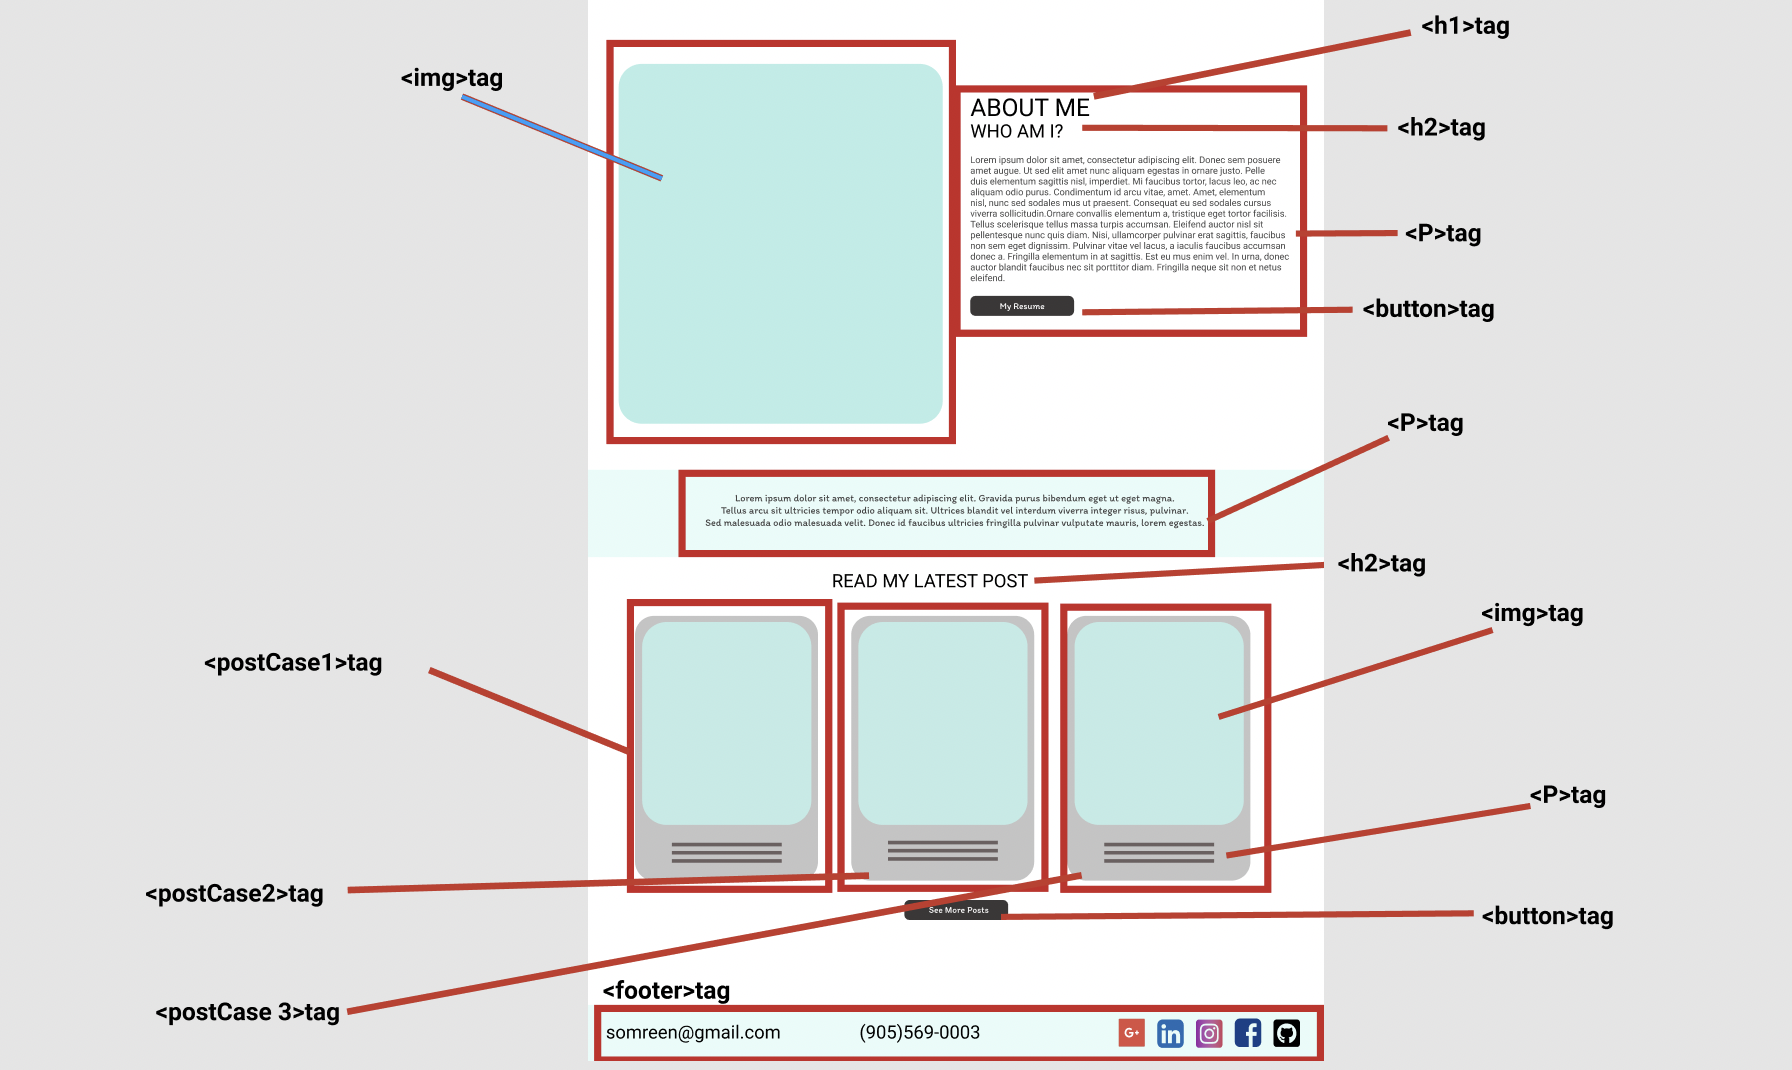 <h1>tag
<img>tag
ABOUT ME
WHO AM I?
<h2>tag
Lorem ipsum dolor sit amet, consectetur adipiscing elit. Donec sem posuere
amet augue. Ut sed elit amet nunc aliquam egestas in ornare justo. Pelle
duis elementum sagittis nisl, imperdiet. Mi faucibus tortor, lacus leo, ac nec
aliquam odio purus. Condimentum id arcu vitae, amet. Amet, elementum
nisl, nunc sed sodales mus ut praesent. Consequat eu sed sodales cursus
viverra sollicitudin.Ornare convallis elementum a, tristique eget tortor facilisis.
Tellus scelerisque tellus massa turpis accumsan. Eleifend auctor nisl sit
pellentesque nunc quis diam. Nisi, ullamcorper pulvinar erat sagittis, faucibus
non sem eget dignissim. Pulvinar vitae vel lacus, a iaculis faucibus accumsan
donec a. Fringilla elementum in at sagittis. Est eu mus enim vel. In urna, donec
auctor blandit faucibus nec sit porttitor diam. Fringilla neque sit non et netus
eleifend.
<P>tag
My Resume
<button>tag
<P>tag
Lorem ipsum dolor sit amet, consectetur adipiscing elit. Gravida purus bibendum eget ut eget magna.
Tellus arcu sit ultricies tempor odio aliquam sit. Ultrices blandit vel interdum viverra integer risus, pulvinar.
Sed malesuada odio malesuada velit. Donec id faucibus ultricies fringilla pulvinar vulputate mauris, lorem egestas.
READ MY LATEST POST
<h2>tag
<img>tag
<postCase1>tag
<P>tag
<postCase2>tag
See More Posts
<button>tag
<postCase 3>tag
<footer>tag
somreen@gmail.com
(905)569-0003
G+
in
f